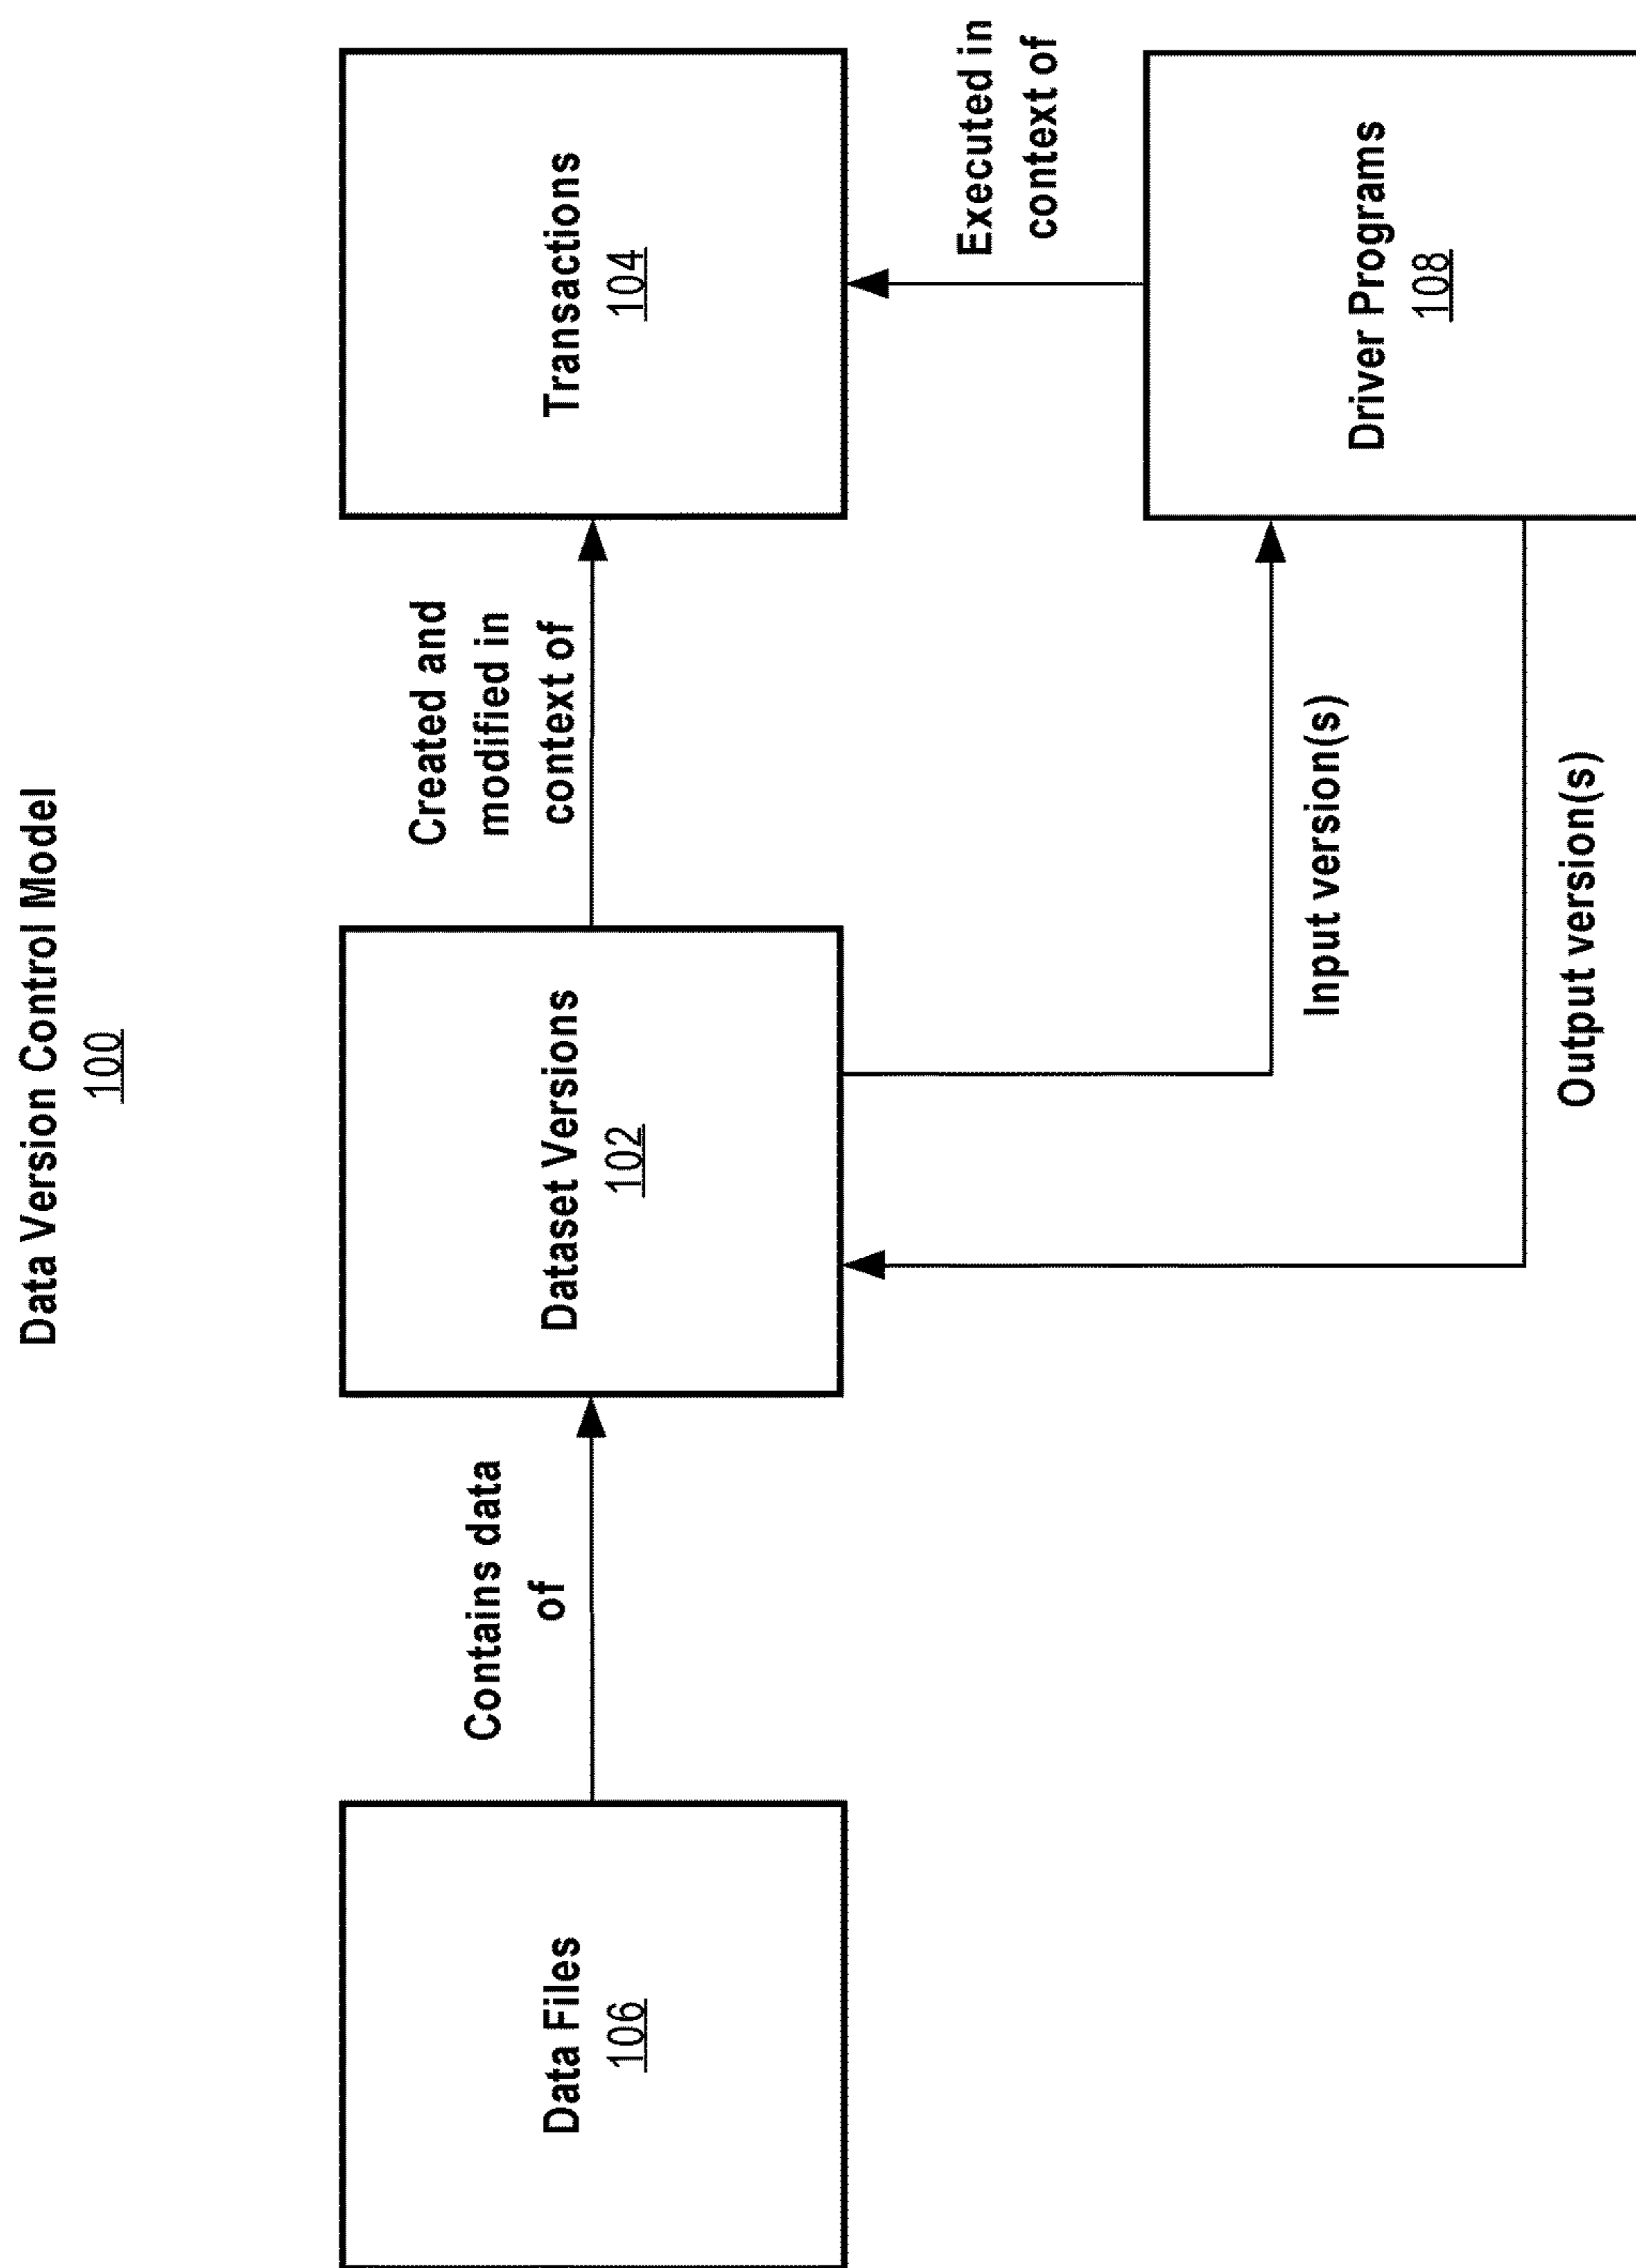 Data Version Control Model
100
Data Files
106
Contains data
of
Dataset Versions
102
Created and
modified in
context of
Transactions
104
Executed in
context of
Input version(s)
Driver Programs
108
Output version(s)